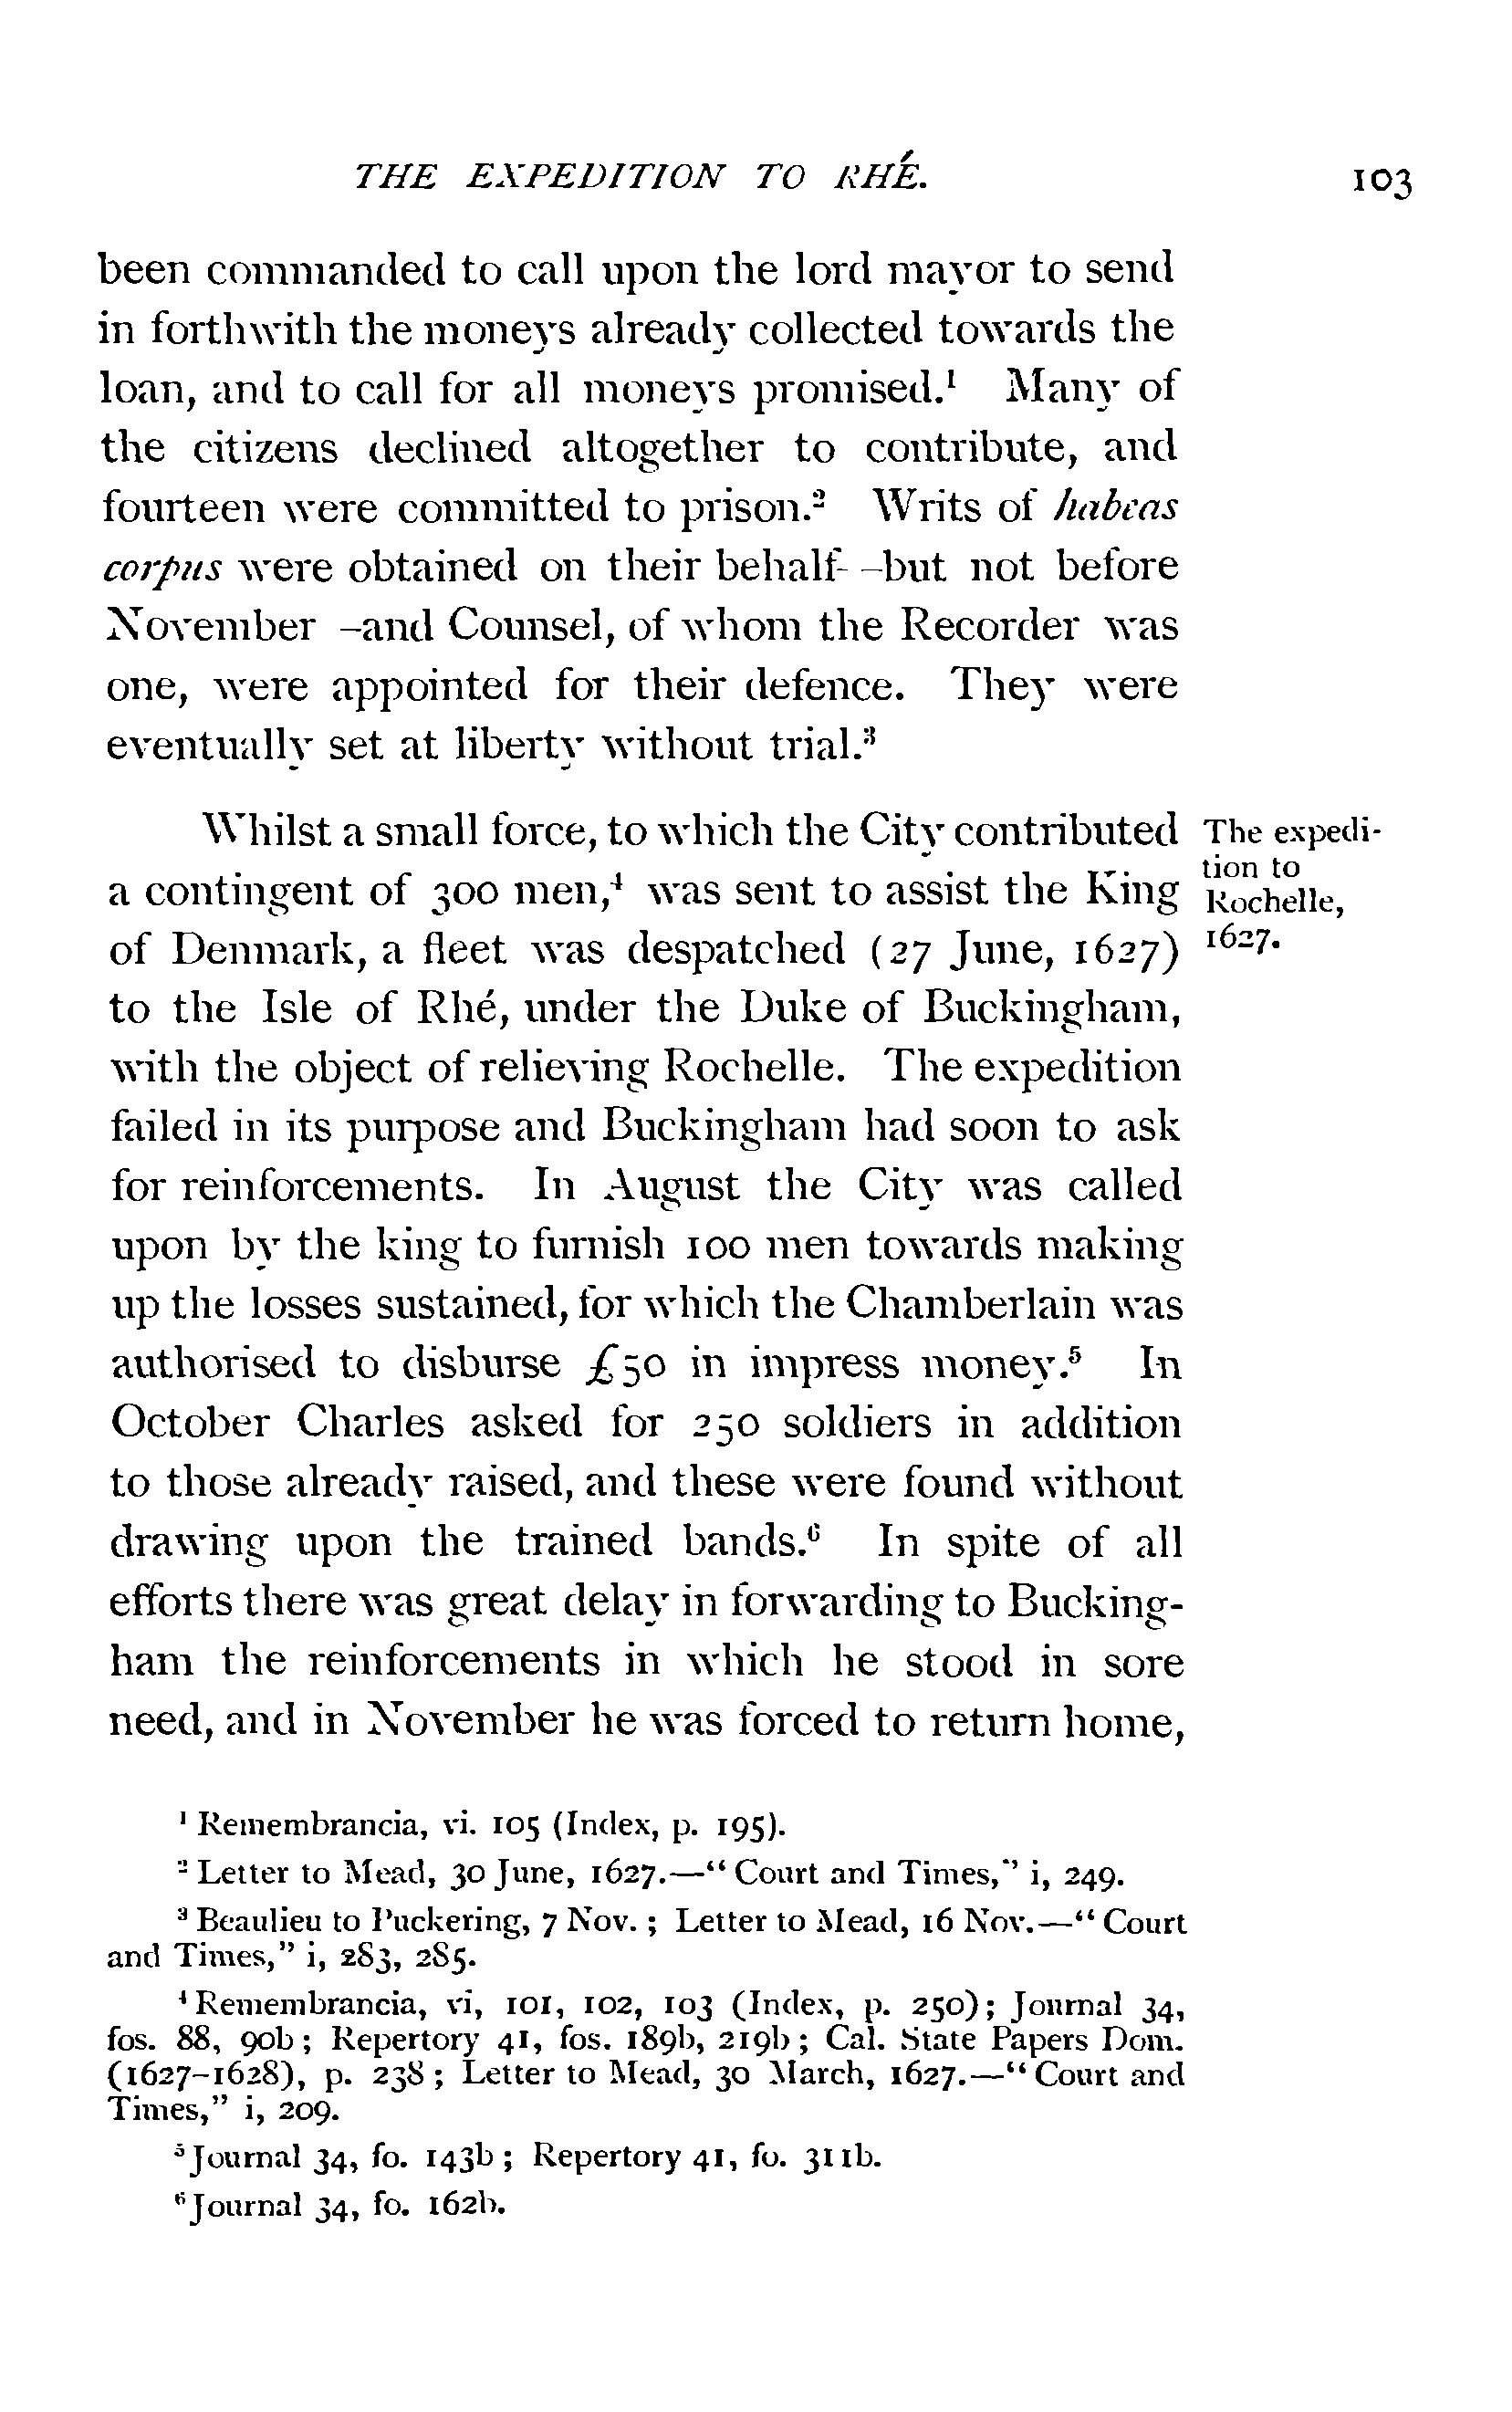 THE EXPEDITION TO RHÉ. 103
been commanded to call upon the lord mayor to send
in forthwith the moneys already collected towards the
loan, and to call for all moneys promised.¹ Many of
the citizens declined altogether to contribute, and
fourteen were committed to prison.² Writs of habeas
corpus were obtained on their behalf—but not before
November—and Counsel, of whom the Recorder was
one, were appointed for their defence. They were
eventually set at liberty without trial.³
Whilst a small force, to which the City contributed
a contingent of 300 men,⁴ was sent to assist the King
of Denmark, a fleet was despatched (27 June, 1627)
to the Isle of Rhé, under the Duke of Buckingham,
with the object of relieving Rochelle. The expedition
failed in its purpose and Buckingham had soon to ask
for reinforcements. In August the City was called
upon by the king to furnish 100 men towards making
up the losses sustained, for which the Chamberlain was
authorised to disburse £50 in impress money.⁵ In
October Charles asked for 250 soldiers in addition
to those already raised, and these were found without
drawing upon the trained bands.⁶ In spite of all
efforts there was great delay in forwarding to Bucking-
ham the reinforcements in which he stood in sore
need, and in November he was forced to return home,
The expedi-
tion to
Rochelle,
1627.
¹ Remembrancia, vi. 105 (Index, p. 195).
² Letter to Mead, 30 June, 1627.—“Court and Times,” i, 249.
³ Beaulieu to Puckering, 7 Nov.; Letter to Mead, 16 Nov.—“Court
and Times,” i, 283, 285.
⁴ Remembrancia, vi, 101, 102, 103 (Index, p. 250); Journal 34,
fos. 88, 90b; Repertory 41, fos. 189b, 219b; Cal. State Papers Dom.
(1627-1628), p. 238; Letter to Mead, 30 March, 1627.—“Court and
Times,” i, 209.
⁵ Journal 34, fo. 143b; Repertory 41, fo. 311b.
⁶ Journal 34, fo. 162b.